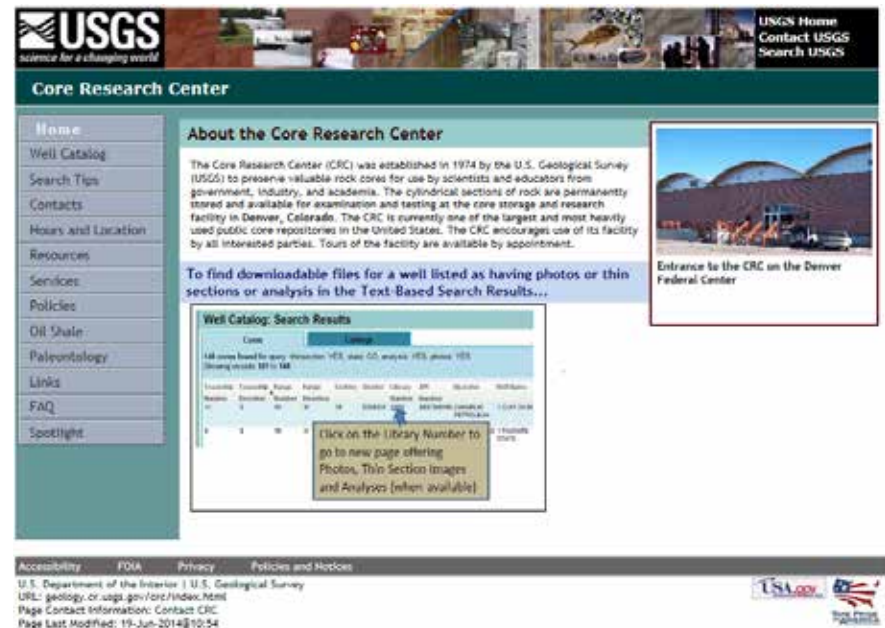 USGS
science for a changing world
USGS Home
Contact USGS
Search USGS
Core Research Center
Home
Well Catalog
Search Tips
Contacts
Hours and Location
Resources
Services
Policies
Oil Shale
Paleontology
Links
FAQ
Spotlight
About the Core Research Center
The Core Research Center (CRC) was established in 1974 by the U.S. Geological Survey
(USGS) to preserve valuable rock cores for use by scientists and educators from
government, industry, and academia. The cylindrical sections of rock are permanently
stored and available for examination and testing at the core storage and research
facility in Denver, Colorado. The CRC is currently one of the largest and most heavily
used public core repositories in the United States. The CRC encourages use of its facility
by all interested parties. Tours of the facility are available by appointment.
Entrance to the CRC on the Denver
Federal Center
To find downloadable files for a well listed as having photos or thin
sections or analysis in the Text-Based Search Results...
Well Catalog: Search Results
Cores Cuttings
Click on the Library Number to
go to new page offering
Photos, Thin Section Images
and Analyses (when available)
Accessibility FOIA Privacy Policies and Notices
U.S. Department of the Interior | U.S. Geological Survey
URL: geology.cr.usgs.gov/crc/index.html
Page Contact Information: Contact CRC
Page Last Modified: 19-Jun-2014@10:54
USA.gov